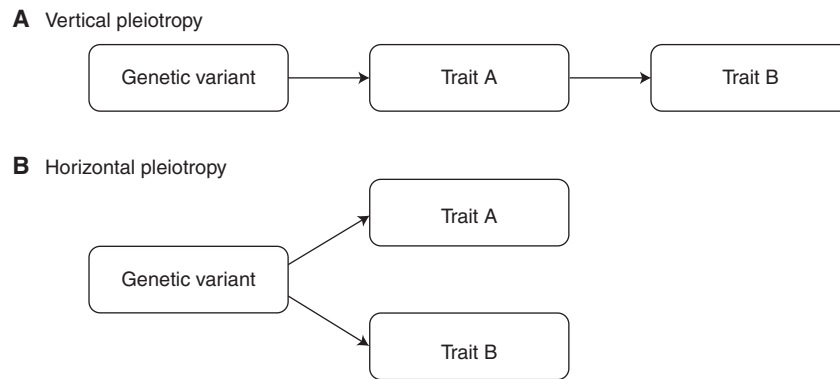 A Vertical pleiotropy
Genetic variant Trait A Trait B
B Horizontal pleiotropy
Trait A
Genetic variant
Trait B